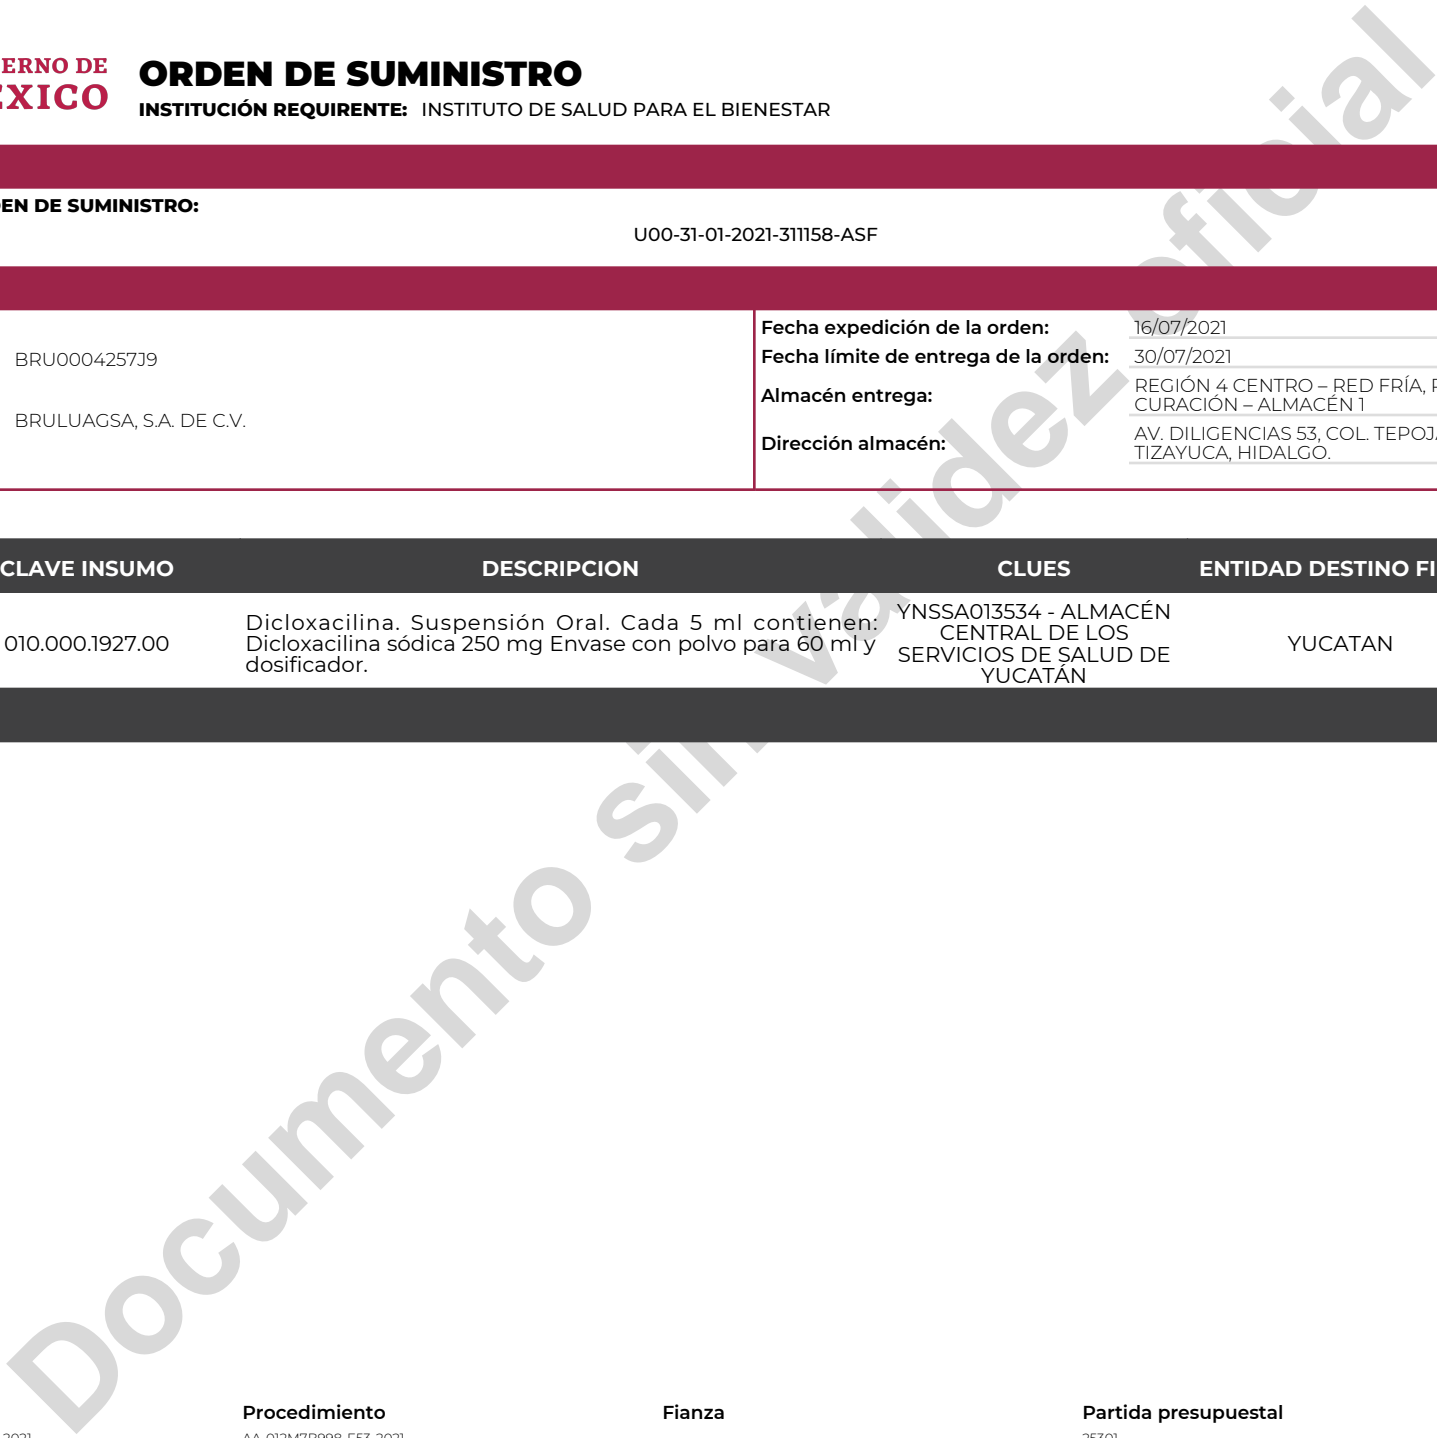 ERNO DE
ÉXICO
ORDEN DE SUMINISTRO
INSTITUCIÓN REQUIRENTE: INSTITUTO DE SALUD PARA EL BIENESTAR
EN DE SUMINISTRO:
U00-31-01-2021-311158-ASF
BRU0004257J9
BRULUAGSA, S.A. DE C.V.
Fecha expedición de la orden: 16/07/2021
Fecha límite de entrega de la orden: 30/07/2021
Almacén entrega: REGIÓN 4 CENTRO – RED FRÍA,
CURACIÓN – ALMACÉN 1
Dirección almacén: AV. DILIGENCIAS 53, COL. TEPOJ
TIZAYUCA, HIDALGO.
CLAVE INSUMO DESCRIPCION CLUES ENTIDAD DESTINO FI
010.000.1927.00
Dicloxacilina. Suspensión Oral. Cada 5 ml contienen:
Dicloxacilina sódica 250 mg Envase con polvo para 60 ml y
dosificador.
YNSSA013534 - ALMACÉN
CENTRAL DE LOS
SERVICIOS DE SALUD DE
YUCATÁN
YUCATAN
Documento sin validez oficial
Procedimiento Fianza Partida presupuestal